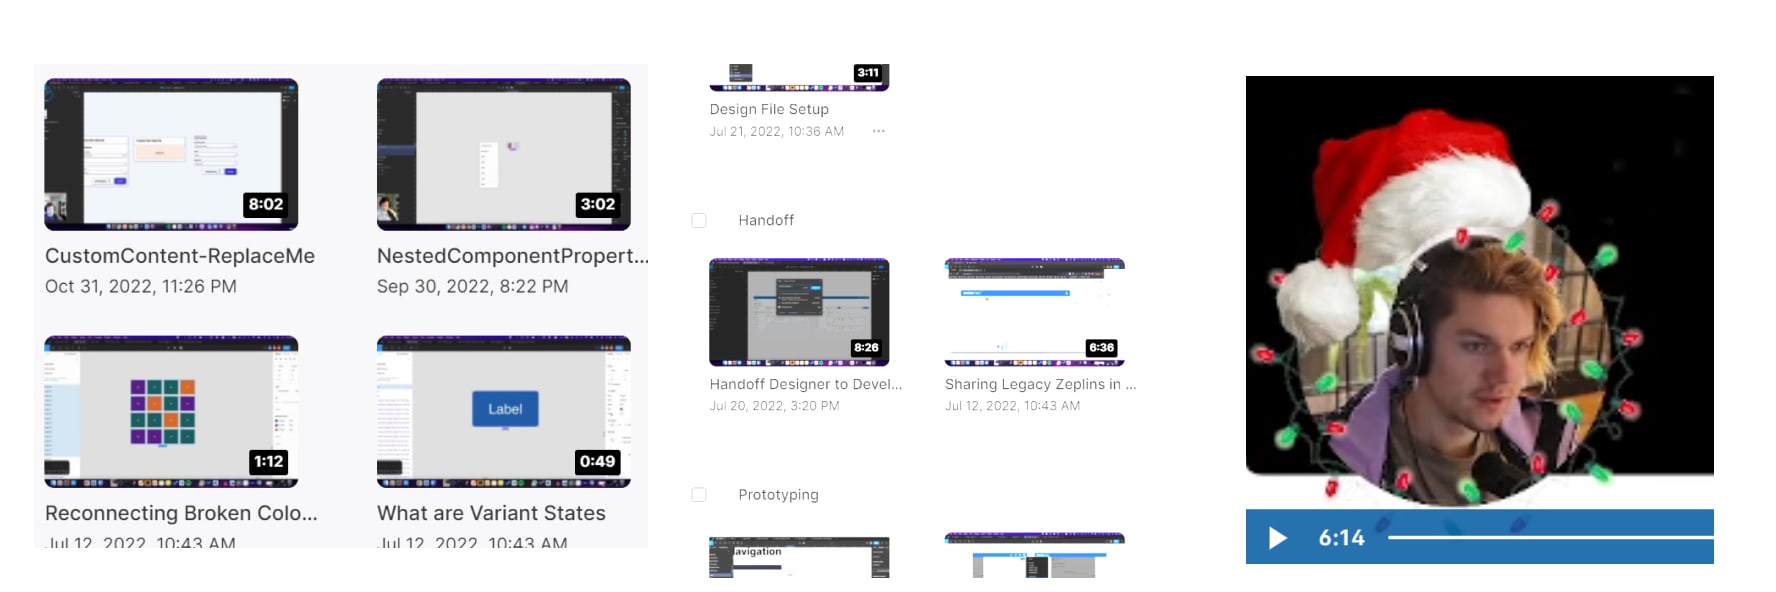 8:02
3:02
CustomContent-ReplaceMe
NestedComponentPropert...
Oct 31, 2022, 11:26 PM
Sep 30, 2022, 8:22 PM
Label
1:12
0:49
Reconnecting Broken Colo...
What are Variant States
Jul 12, 2022, 10:43 AM
Jul 12, 2022, 10:43 AM
3:11
Design File Setup
Jul 21, 2022, 10:36 AM
Handoff
8:26
6:36
Handoff Designer to Devel...
Sharing Legacy Zeplins in ...
Jul 20, 2022, 3:20 PM
Jul 12, 2022, 10:43 AM
Prototyping
avigation
6:14